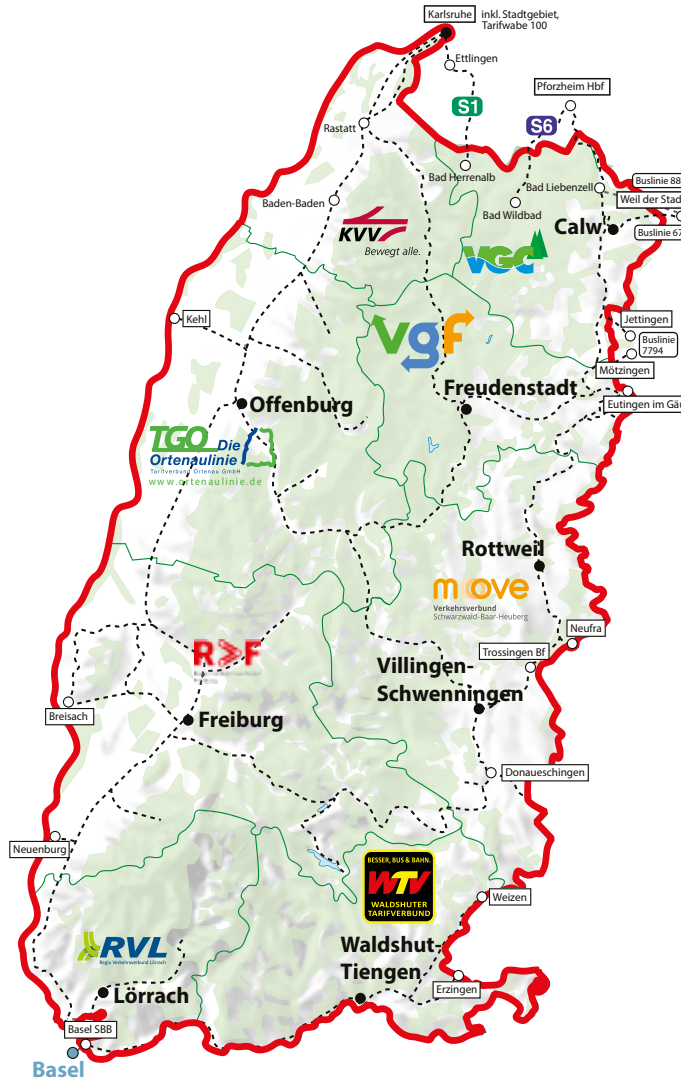 Karlsruhe
inkl. Stadtgebiet,
Tarifwabe 100
Ettlingen
Pforzheim Hbf
S1
S6
Rastatt
Bad Herrenalb
Bad Liebenzell
Buslinie 88
Weil der Stad
Baden-Baden
Bad Wildbad
KVV
Bewegt alle.
Calw
Buslinie 67
VGC
Kehl
Jettingen
vgf
Buslinie
7794
Mötzingen
Freudenstadt
Eutingen im Gäu
Offenburg
TGO Die
Ortenaulinie
Tarifverbund Ortenau GmbH
www.ortenaulinie.de
Rottweil
move
Verkehrsverbund
Schwarzwald-Baar-Heuberg
Neufra
RVF
Trossingen Bf
Villingen-
Schwenningen
Breisach
Freiburg
Donaueschingen
Neuenburg
BESSER, BUS & BAHN.
WTV
WALDSHUTER
TARIFVERBUND
Weizen
RVL
Regio Verkehrsverbund Lörrach
Waldshut-
Tiengen
Erzingen
Lörrach
Basel SBB
Basel